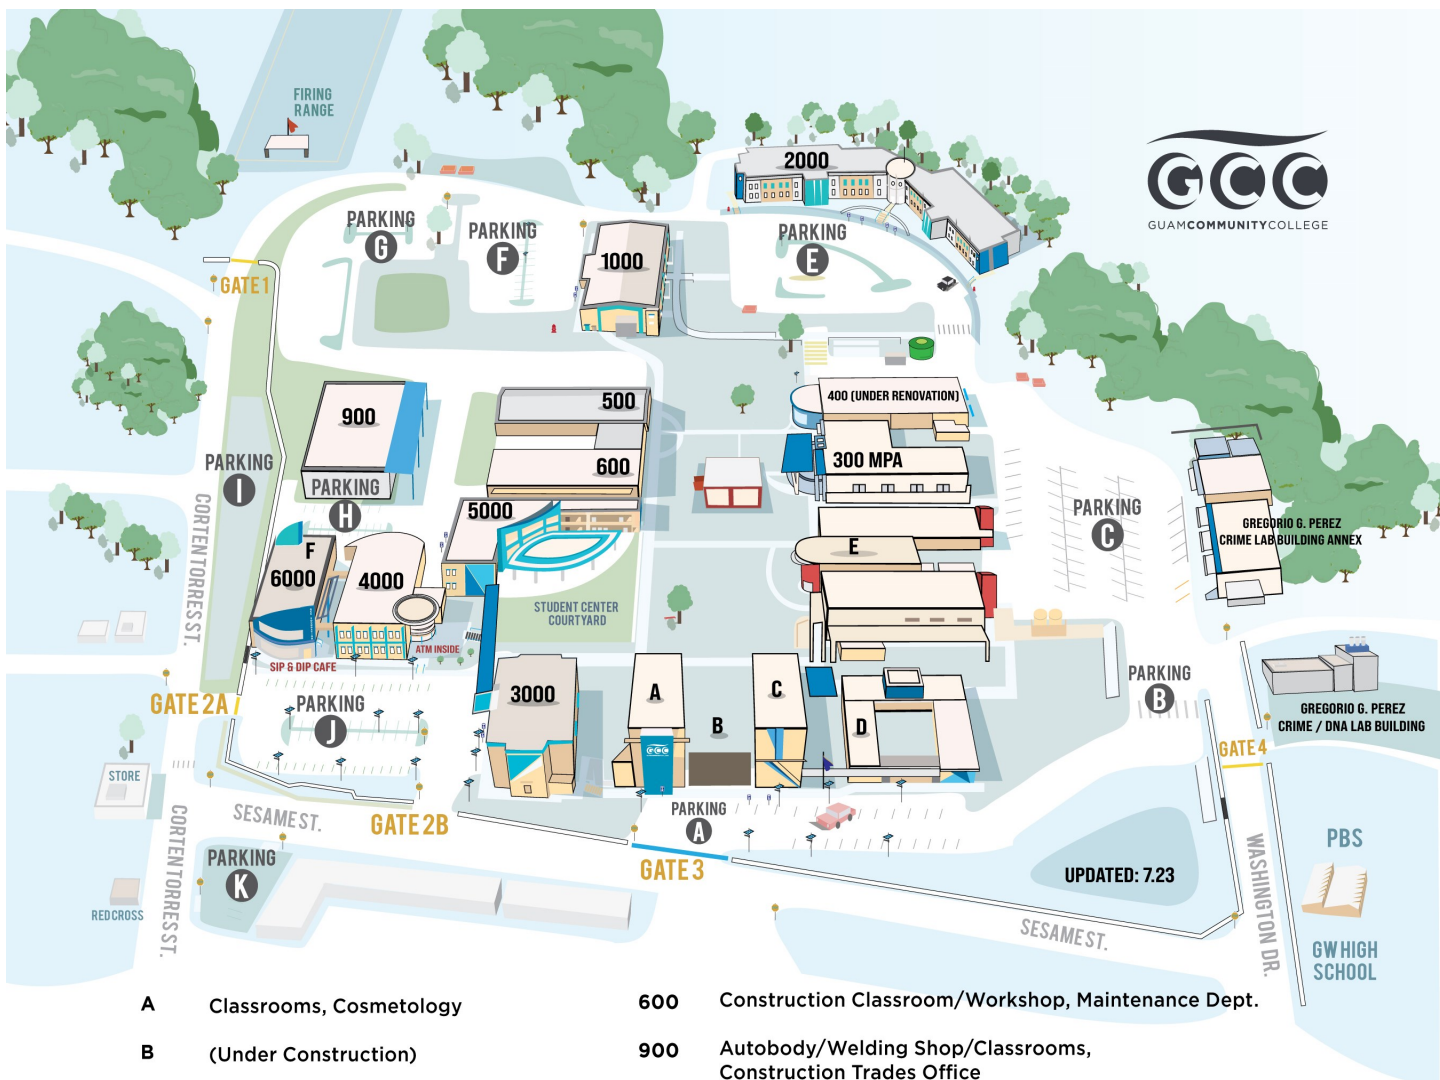 FIRING
RANGE
2000
GCC
GUAMCOMMUNITYCOLLEGE
PARKING
G
PARKING
F
1000
PARKING
E
GATE 1
900
500
400 (UNDER RENOVATION)
600
300 MPA
PARKING
I
PARKING
H
5000
PARKING
C
GREGORIO G. PEREZ
CRIME LAB BUILDING ANNEX
CORTEN TORRES ST.
F
6000
4000
E
STUDENT CENTER
COURTYARD
SIP & DIP CAFE
ATM INSIDE
GATE 2A
PARKING
J
3000
A
B
C
D
GCC
PARKING
B
GREGORIO G. PEREZ
CRIME / DNA LAB BUILDING
GATE 4
STORE
CORTEN TORRES ST.
SESAME ST.
GATE 2B
PARKING
A
GATE 3
PARKING
K
RED CROSS
UPDATED: 7.23
SESAME ST.
WASHINGTON DR.
PBS
GW HIGH
SCHOOL
A Classrooms, Cosmetology
B (Under Construction)
600 Construction Classroom/Workshop, Maintenance Dept.
900 Autobody/Welding Shop/Classrooms,
Construction Trades Office